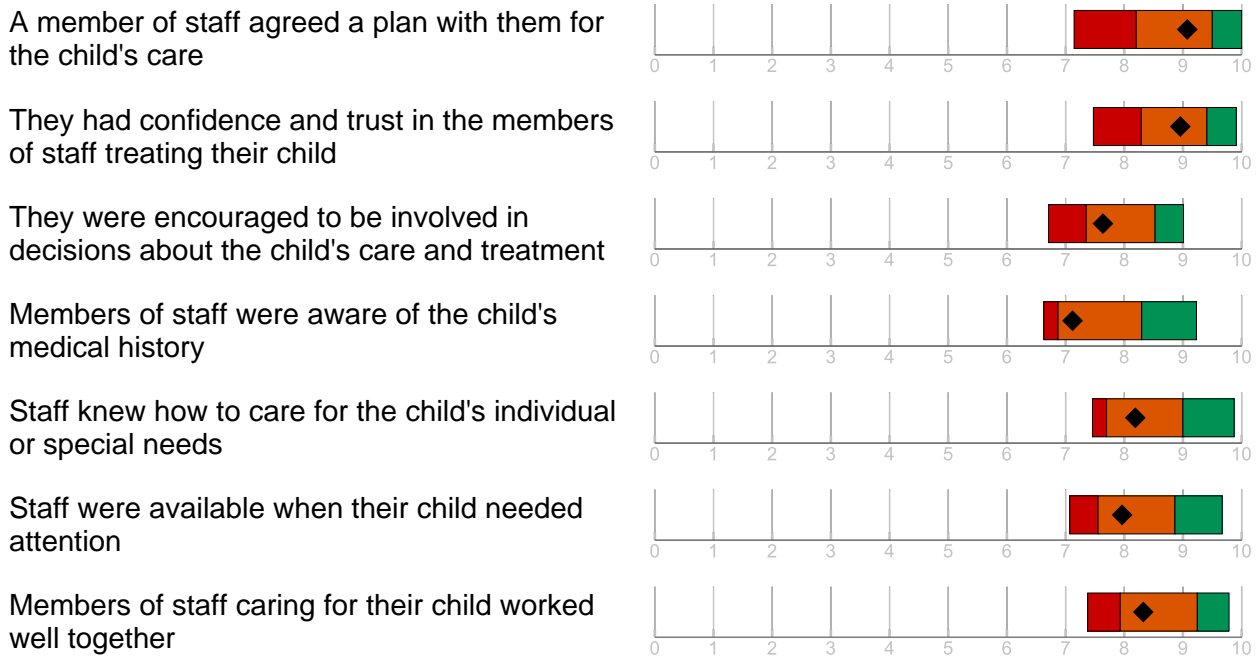 A member of staff agreed a plan with them for
the child's care
0 1 2 3 4 5 6 7 8 9 10
They had confidence and trust in the members
of staff treating their child
0 1 2 3 4 5 6 7 8 9 10
They were encouraged to be involved in
decisions about the child's care and treatment
0 1 2 3 4 5 6 7 8 9 10
Members of staff were aware of the child's
medical history
0 1 2 3 4 5 6 7 8 9 10
Staff knew how to care for the child's individual
or special needs
0 1 2 3 4 5 6 7 8 9 10
Staff were available when their child needed
attention
0 1 2 3 4 5 6 7 8 9 10
Members of staff caring for their child worked
well together
0 1 2 3 4 5 6 7 8 9 10